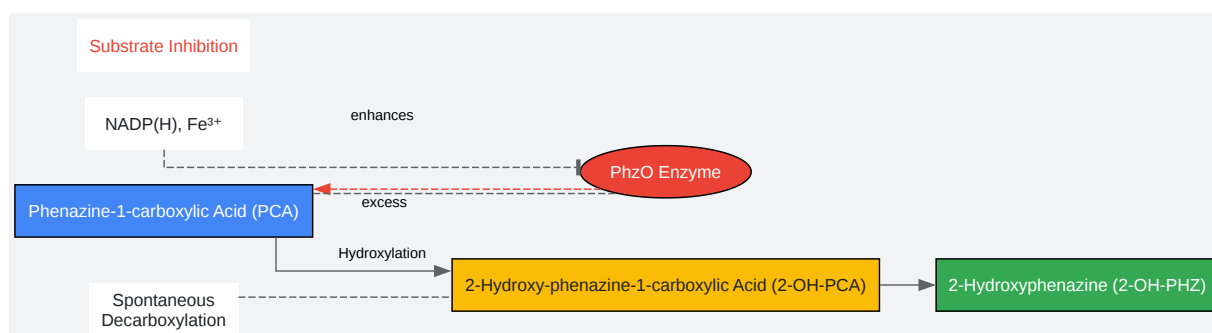 Substrate Inhibition
NADP(H), Fe³⁺
enhances
PhzO Enzyme
Phenazine-1-carboxylic Acid (PCA)
excess
Hydroxylation
2-Hydroxy-phenazine-1-carboxylic Acid (2-OH-PCA)
2-Hydroxyphenazine (2-OH-PHZ)
Spontaneous
Decarboxylation